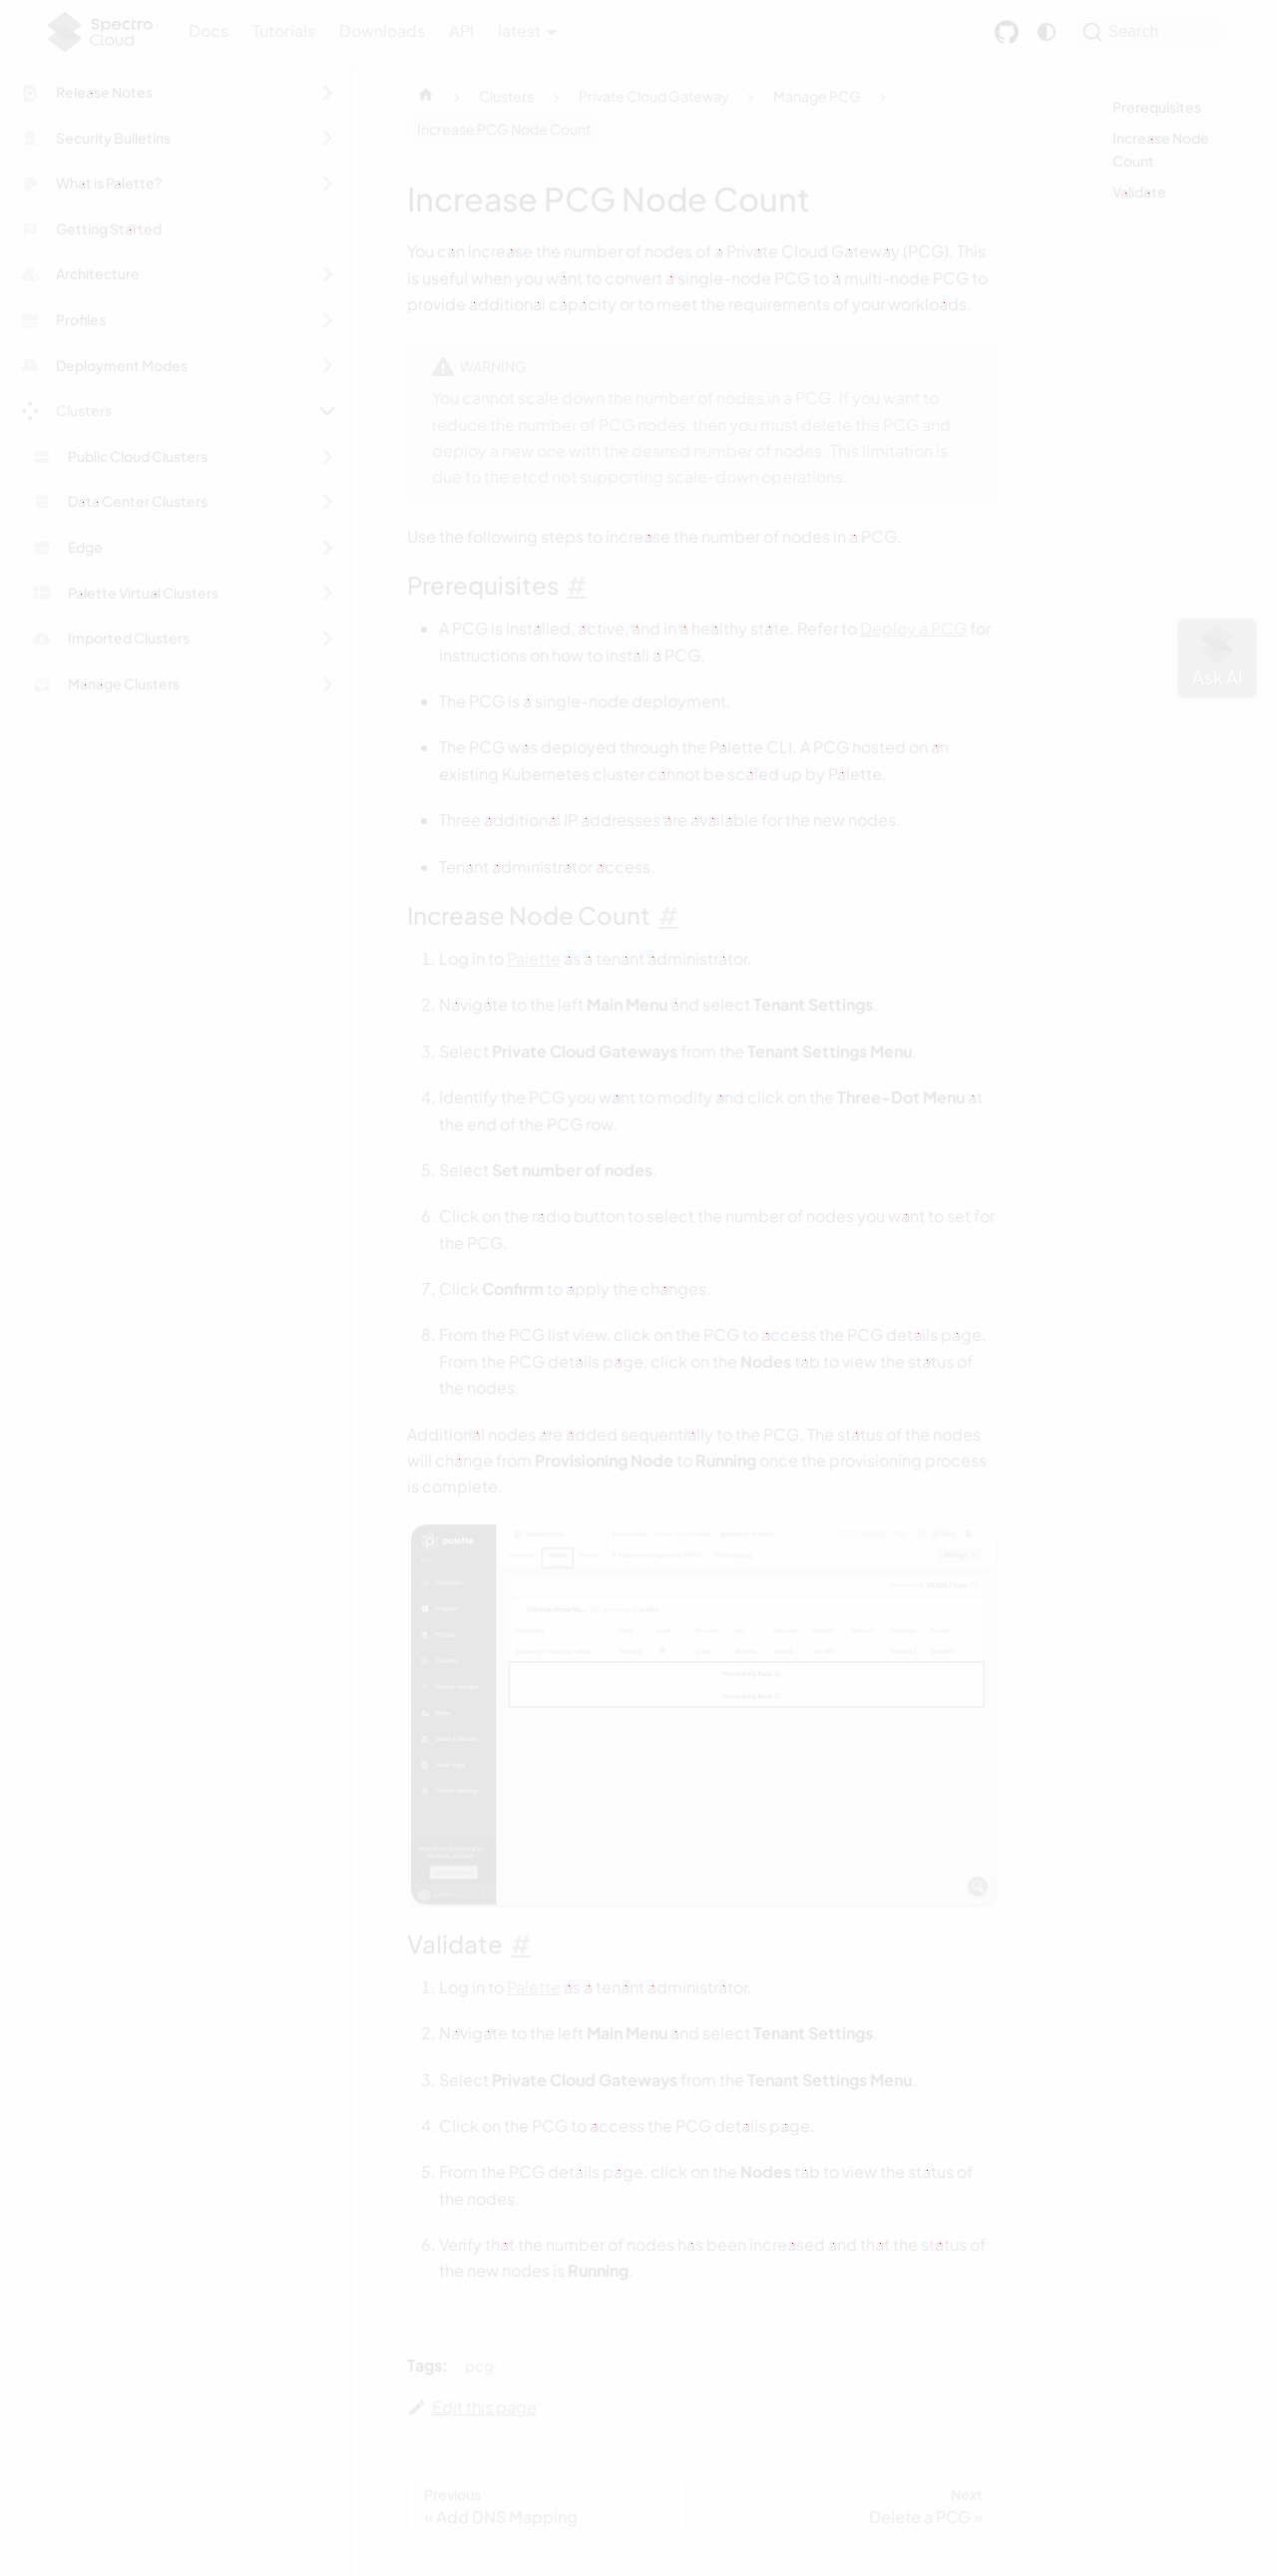 Spectro
Cloud
Docs
Tutorials
Downloads
API
latest
Search
Release Notes
Security Bulletins
What is Palette?
Getting Started
Architecture
Profiles
Deployment Modes
Clusters
Public Cloud Clusters
Data Center Clusters
Edge
Palette Virtual Clusters
Imported Clusters
Manage Clusters
Clusters
Private Cloud Gateway
Manage PCG
Increase PCG Node Count
Prerequisites
Increase Node
Count
Validate
Increase PCG Node Count
You can increase the number of nodes of a Private Cloud Gateway (PCG). This
is useful when you want to convert a single-node PCG to a multi-node PCG to
provide additional capacity or to meet the requirements of your workloads.
WARNING
You cannot scale down the number of nodes in a PCG. If you want to
reduce the number of PCG nodes, then you must delete the PCG and
deploy a new one with the desired number of nodes. This limitation is
due to the etcd not supporting scale-down operations.
Use the following steps to increase the number of nodes in a PCG.
Prerequisites #
A PCG is installed, active, and in a healthy state. Refer to Deploy a PCG for
instructions on how to install a PCG.
The PCG is a single-node deployment.
The PCG was deployed through the Palette CLI. A PCG hosted on an
existing Kubernetes cluster cannot be scaled up by Palette.
Three additional IP addresses are available for the new nodes.
Tenant administrator access.
Ask AI
Increase Node Count #
1. Log in to Palette as a tenant administrator.
2. Navigate to the left Main Menu and select Tenant Settings.
3. Select Private Cloud Gateways from the Tenant Settings Menu.
4. Identify the PCG you want to modify and click on the Three-Dot Menu at
the end of the PCG row.
5. Select Set number of nodes.
6. Click on the radio button to select the number of nodes you want to set for
the PCG.
7. Click Confirm to apply the changes.
8. From the PCG list view, click on the PCG to access the PCG details page.
From the PCG details page, click on the Nodes tab to view the status of
the nodes.
Additional nodes are added sequentially to the PCG. The status of the nodes
will change from Provisioning Node to Running once the provisioning process
is complete.
palette
Nodes
Provisioning Node
Provisioning Node
Validate #
1. Log in to Palette as a tenant administrator.
2. Navigate to the left Main Menu and select Tenant Settings.
3. Select Private Cloud Gateways from the Tenant Settings Menu.
4. Click on the PCG to access the PCG details page.
5. From the PCG details page, click on the Nodes tab to view the status of
the nodes.
6. Verify that the number of nodes has been increased and that the status of
the new nodes is Running.
Tags: pcg
Edit this page
Previous
« Add DNS Mapping
Next
Delete a PCG »